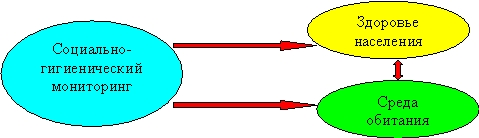 Социально-
гигиенический
мониторинг
Здоровье
населения
Среда
обитания